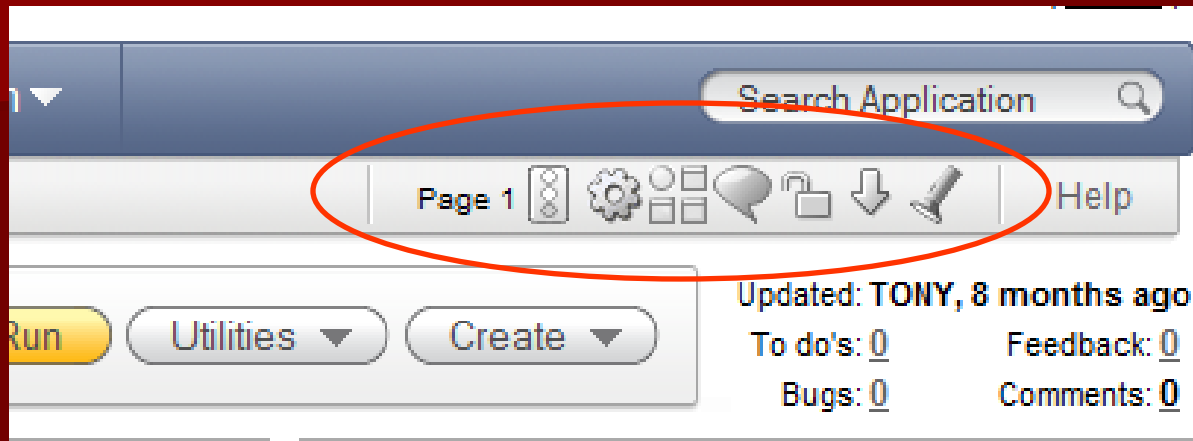 Search Application
Page 1 Help
Run Utilities Create
Updated: TONY, 8 months ago
To do's: 0 Feedback: 0
Bugs: 0 Comments: 0